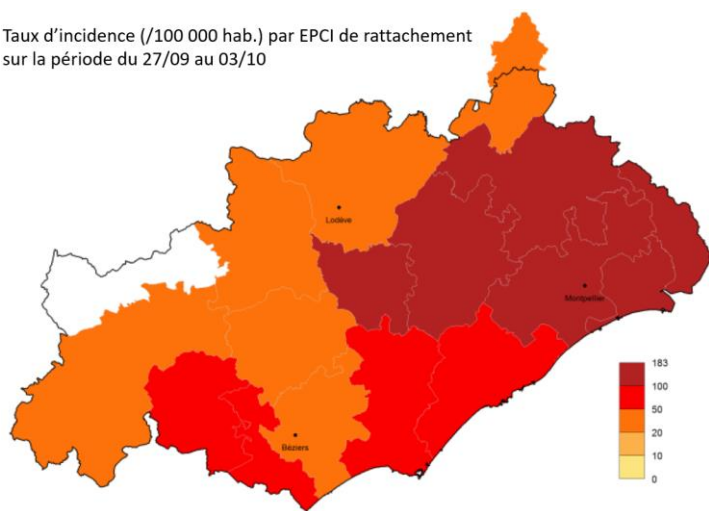 Taux d’incidence (/100 000 hab.) par EPCI de rattachement
sur la période du 27/09 au 03/10
Lodève
Montpellier
183
100
50
20
10
0
Béziers